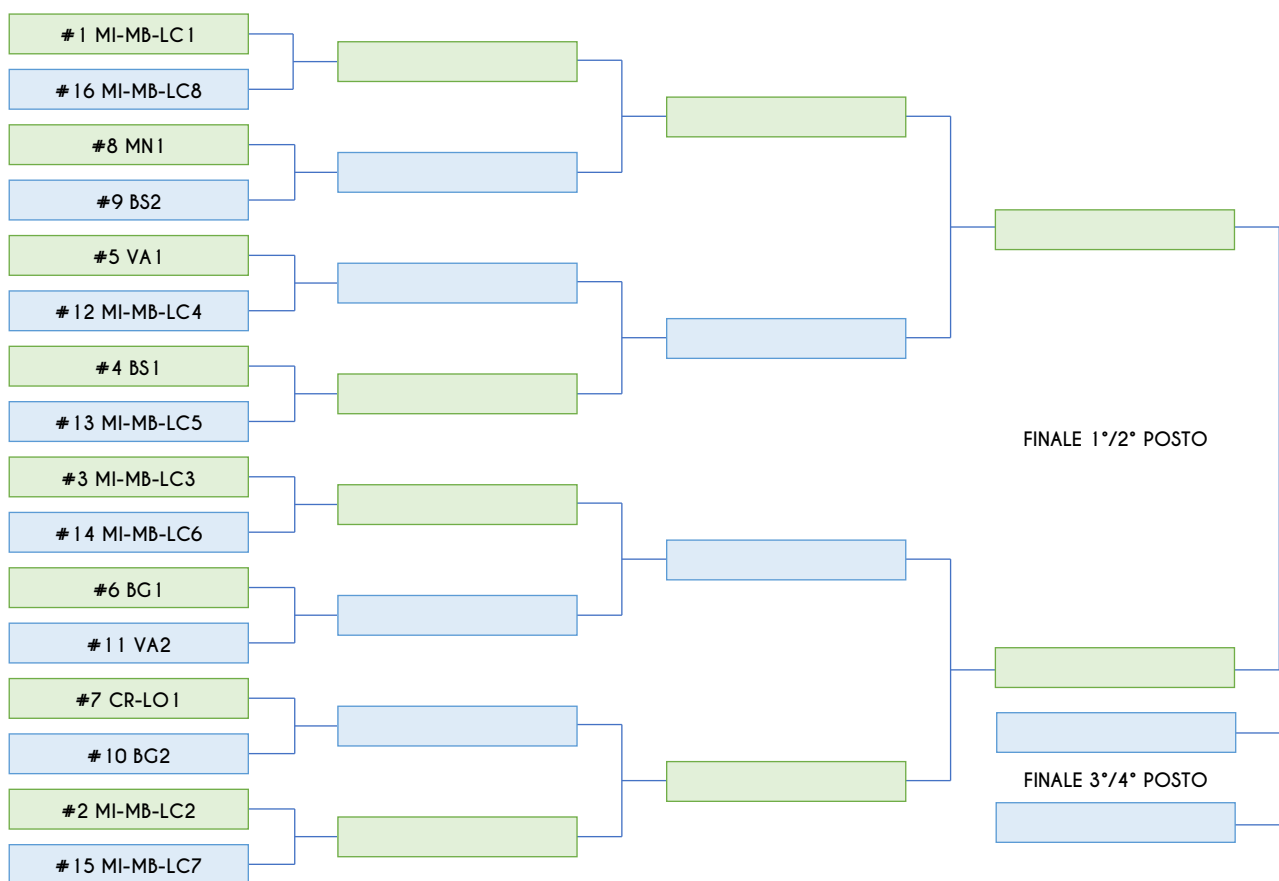 #1 MI-MB-LC1
#16 MI-MB-LC8
#8 MN1
#9 BS2
#5 VA1
#12 MI-MB-LC4
#4 BS1
#13 MI-MB-LC5
#3 MI-MB-LC3
#14 MI-MB-LC6
#6 BG1
#11 VA2
#7 CR-LO1
#10 BG2
#2 MI-MB-LC2
#15 MI-MB-LC7
FINALE 1°/2° POSTO
FINALE 3°/4° POSTO